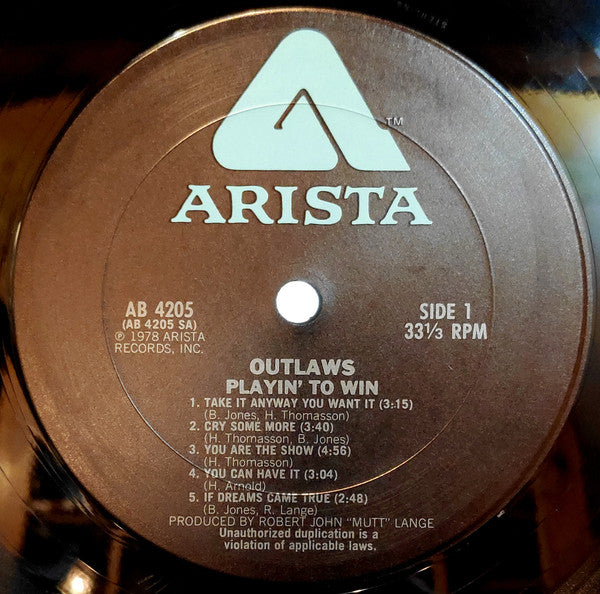 TM
ARISTA
AB 4205
(AB 4205 SA)
℗ 1978 ARISTA
RECORDS, INC.
SIDE 1
33⅓ RPM
OUTLAWS
PLAYIN' TO WIN
1. TAKE IT ANYWAY YOU WANT IT (3:15)
(B. Jones, H. Thomasson)
2. CRY SOME MORE (3:40)
(H. Thomasson, B. Jones)
3. YOU ARE THE SHOW (4:56)
(H. Thomasson)
4. YOU CAN HAVE IT (3:04)
(H. Arnold)
5. IF DREAMS CAME TRUE (2:48)
(B. Jones, R. Lange)
PRODUCED BY ROBERT JOHN "MUTT" LANGE
Unauthorized duplication is a
violation of applicable laws.